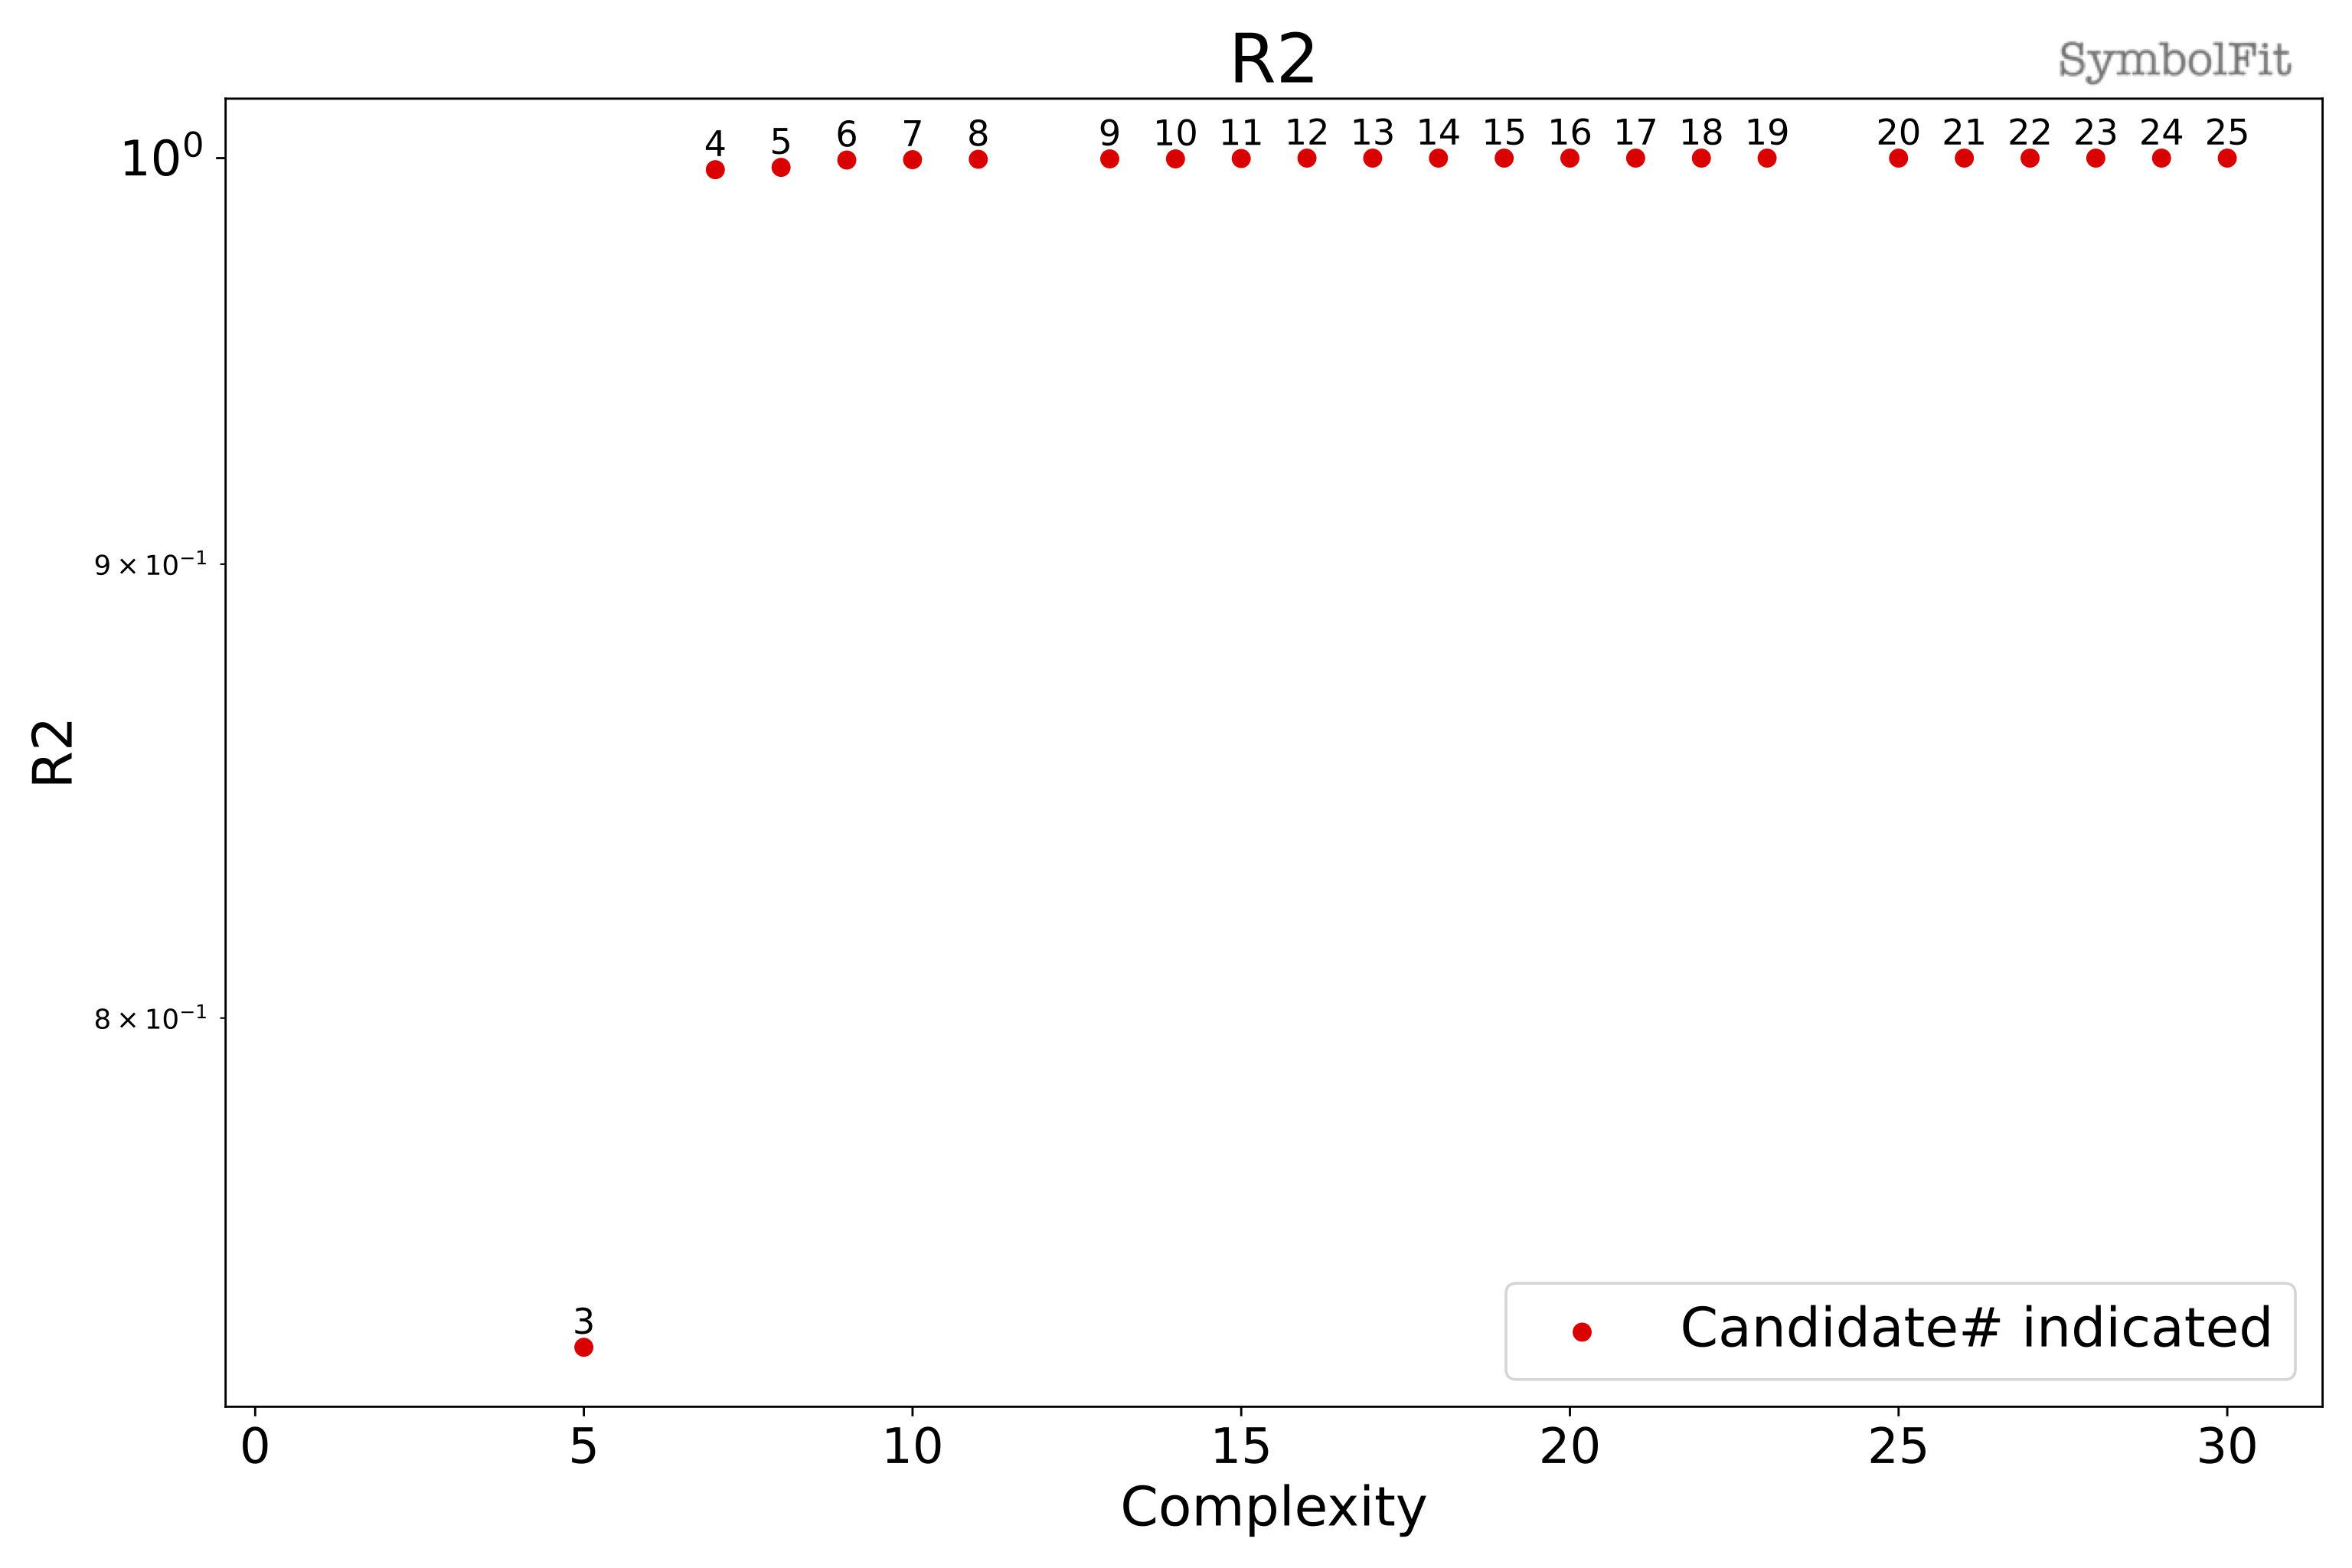 R2
SymbolFit
10⁰
9×10⁻¹
8×10⁻¹
R2
4 5 6 7 8 9 10 11 12 13 14 15 16 17 18 19 20 21 22 23 24 25
3
Candidate# indicated
0 5 10 15 20 25 30
Complexity